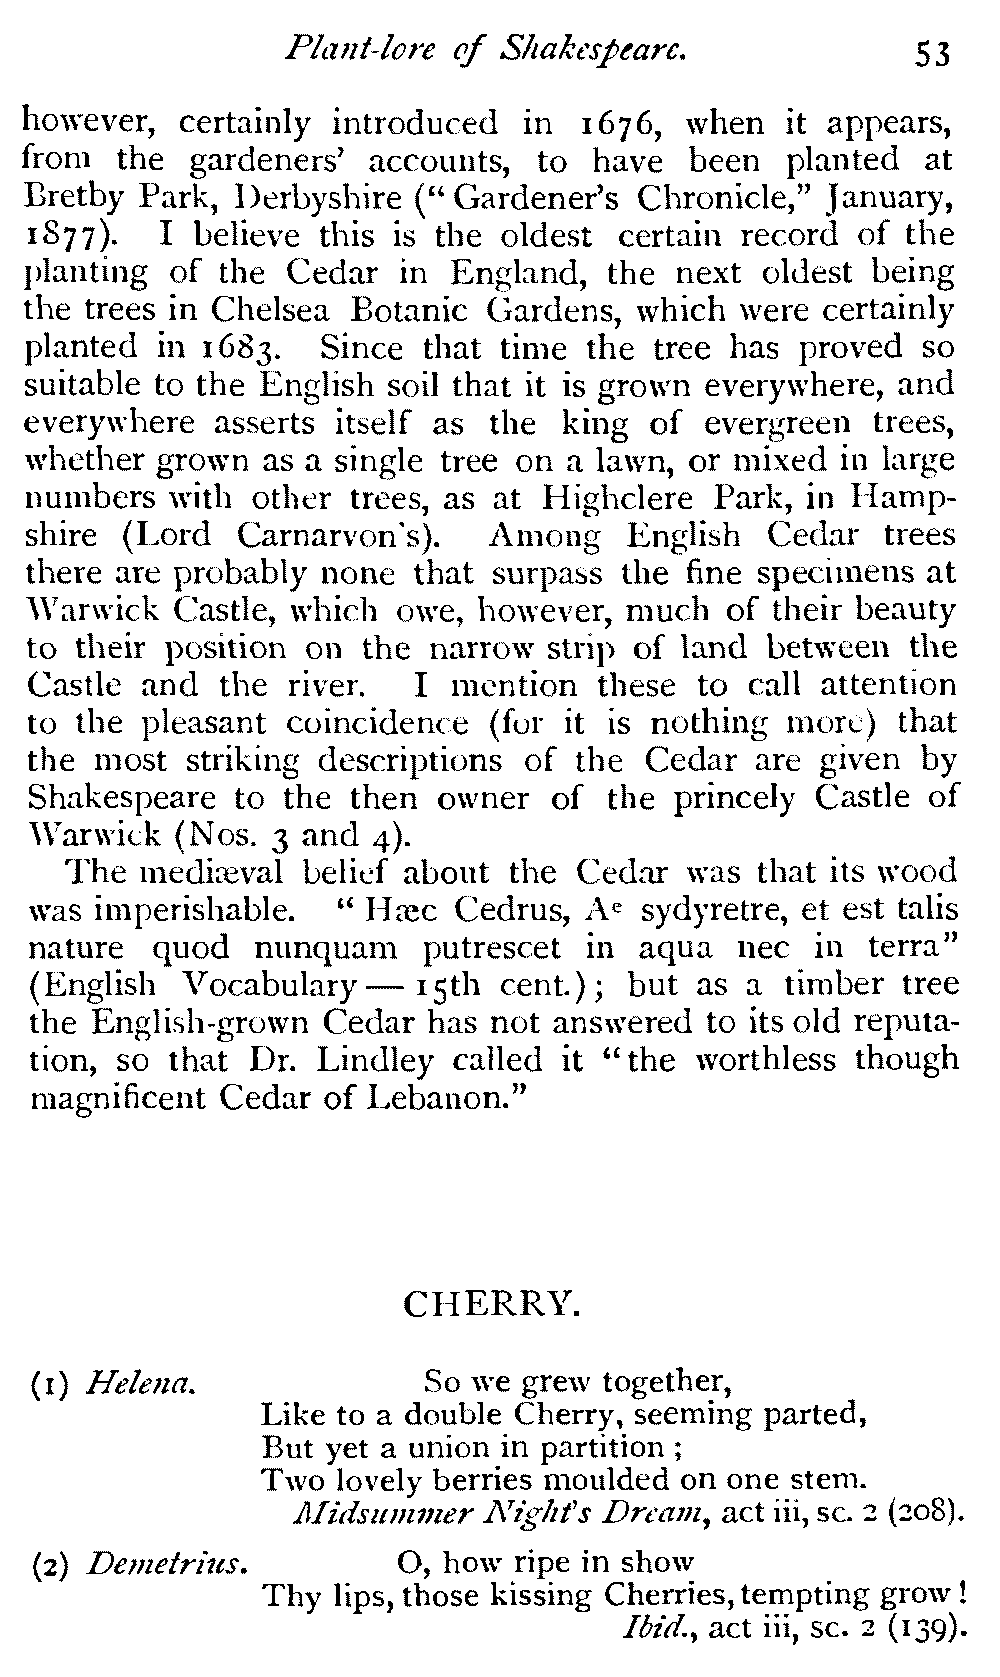 Plant-lore of Shakespeare. 53
however, certainly introduced in 1676, when it appears,
from the gardeners' accounts, to have been planted at
Bretby Park, Derbyshire (“Gardener's Chronicle,” January,
1877). I believe this is the oldest certain record of the
planting of the Cedar in England, the next oldest being
the trees in Chelsea Botanic Gardens, which were certainly
planted in 1683. Since that time the tree has proved so
suitable to the English soil that it is grown everywhere, and
everywhere asserts itself as the king of evergreen trees,
whether grown as a single tree on a lawn, or mixed in large
numbers with other trees, as at Highclere Park, in Hamp-
shire (Lord Carnarvon's). Among English Cedar trees
there are probably none that surpass the fine specimens at
Warwick Castle, which owe, however, much of their beauty
to their position on the narrow strip of land between the
Castle and the river. I mention these to call attention
to the pleasant coincidence (for it is nothing more) that
the most striking descriptions of the Cedar are given by
Shakespeare to the then owner of the princely Castle of
Warwick (Nos. 3 and 4).
The mediæval belief about the Cedar was that its wood
was imperishable. “Hæc Cedrus, Aᵉ sydyretre, et est talis
nature quod nunquam putrescet in aqua nec in terra”
(English Vocabulary — 15th cent.); but as a timber tree
the English-grown Cedar has not answered to its old reputa-
tion, so that Dr. Lindley called it “the worthless though
magnificent Cedar of Lebanon.”
CHERRY.
(1) Helena. So we grew together,
Like to a double Cherry, seeming parted,
But yet a union in partition ;
Two lovely berries moulded on one stem.
Midsummer Night's Dream, act iii, sc. 2 (208).
(2) Demetrius. O, how ripe in show
Thy lips, those kissing Cherries, tempting grow !
Ibid., act iii, sc. 2 (139).